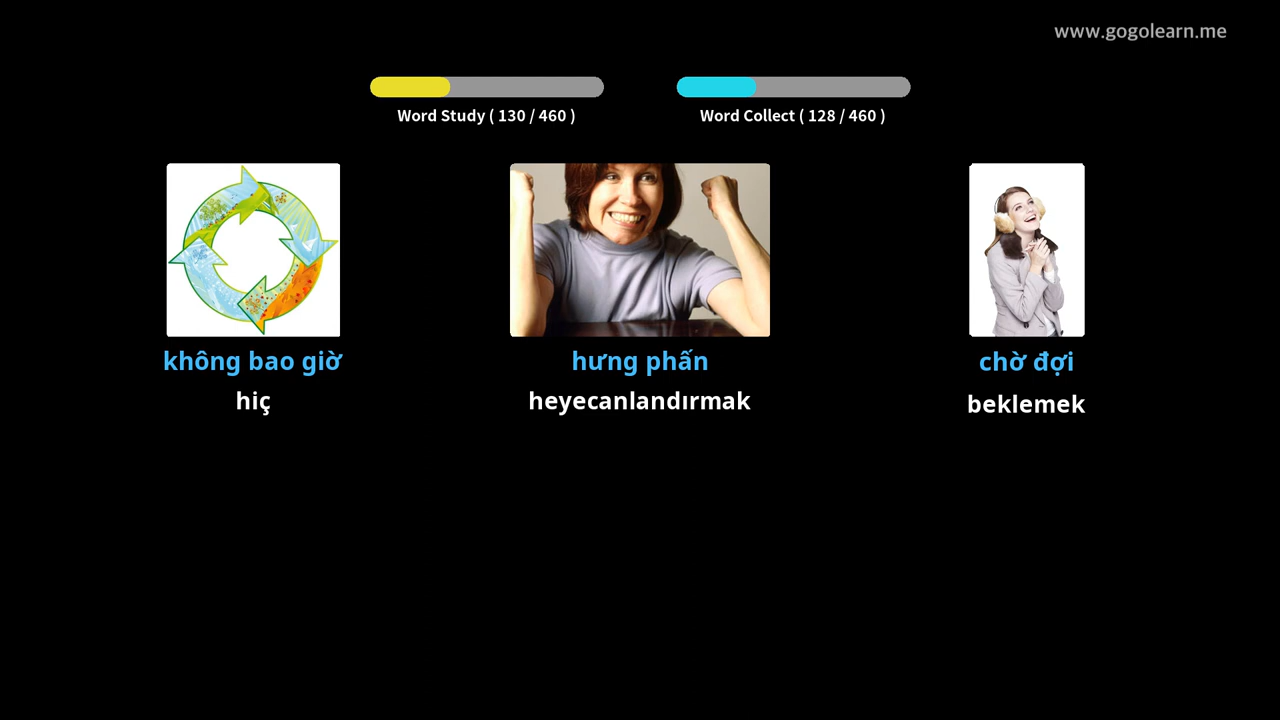 www.gogolearn.me
Word Study ( 130 / 460 )
Word Collect ( 128 / 460 )
không bao giờ
hưng phấn
chờ đợi
hiç
heyecanlandırmak
beklemek